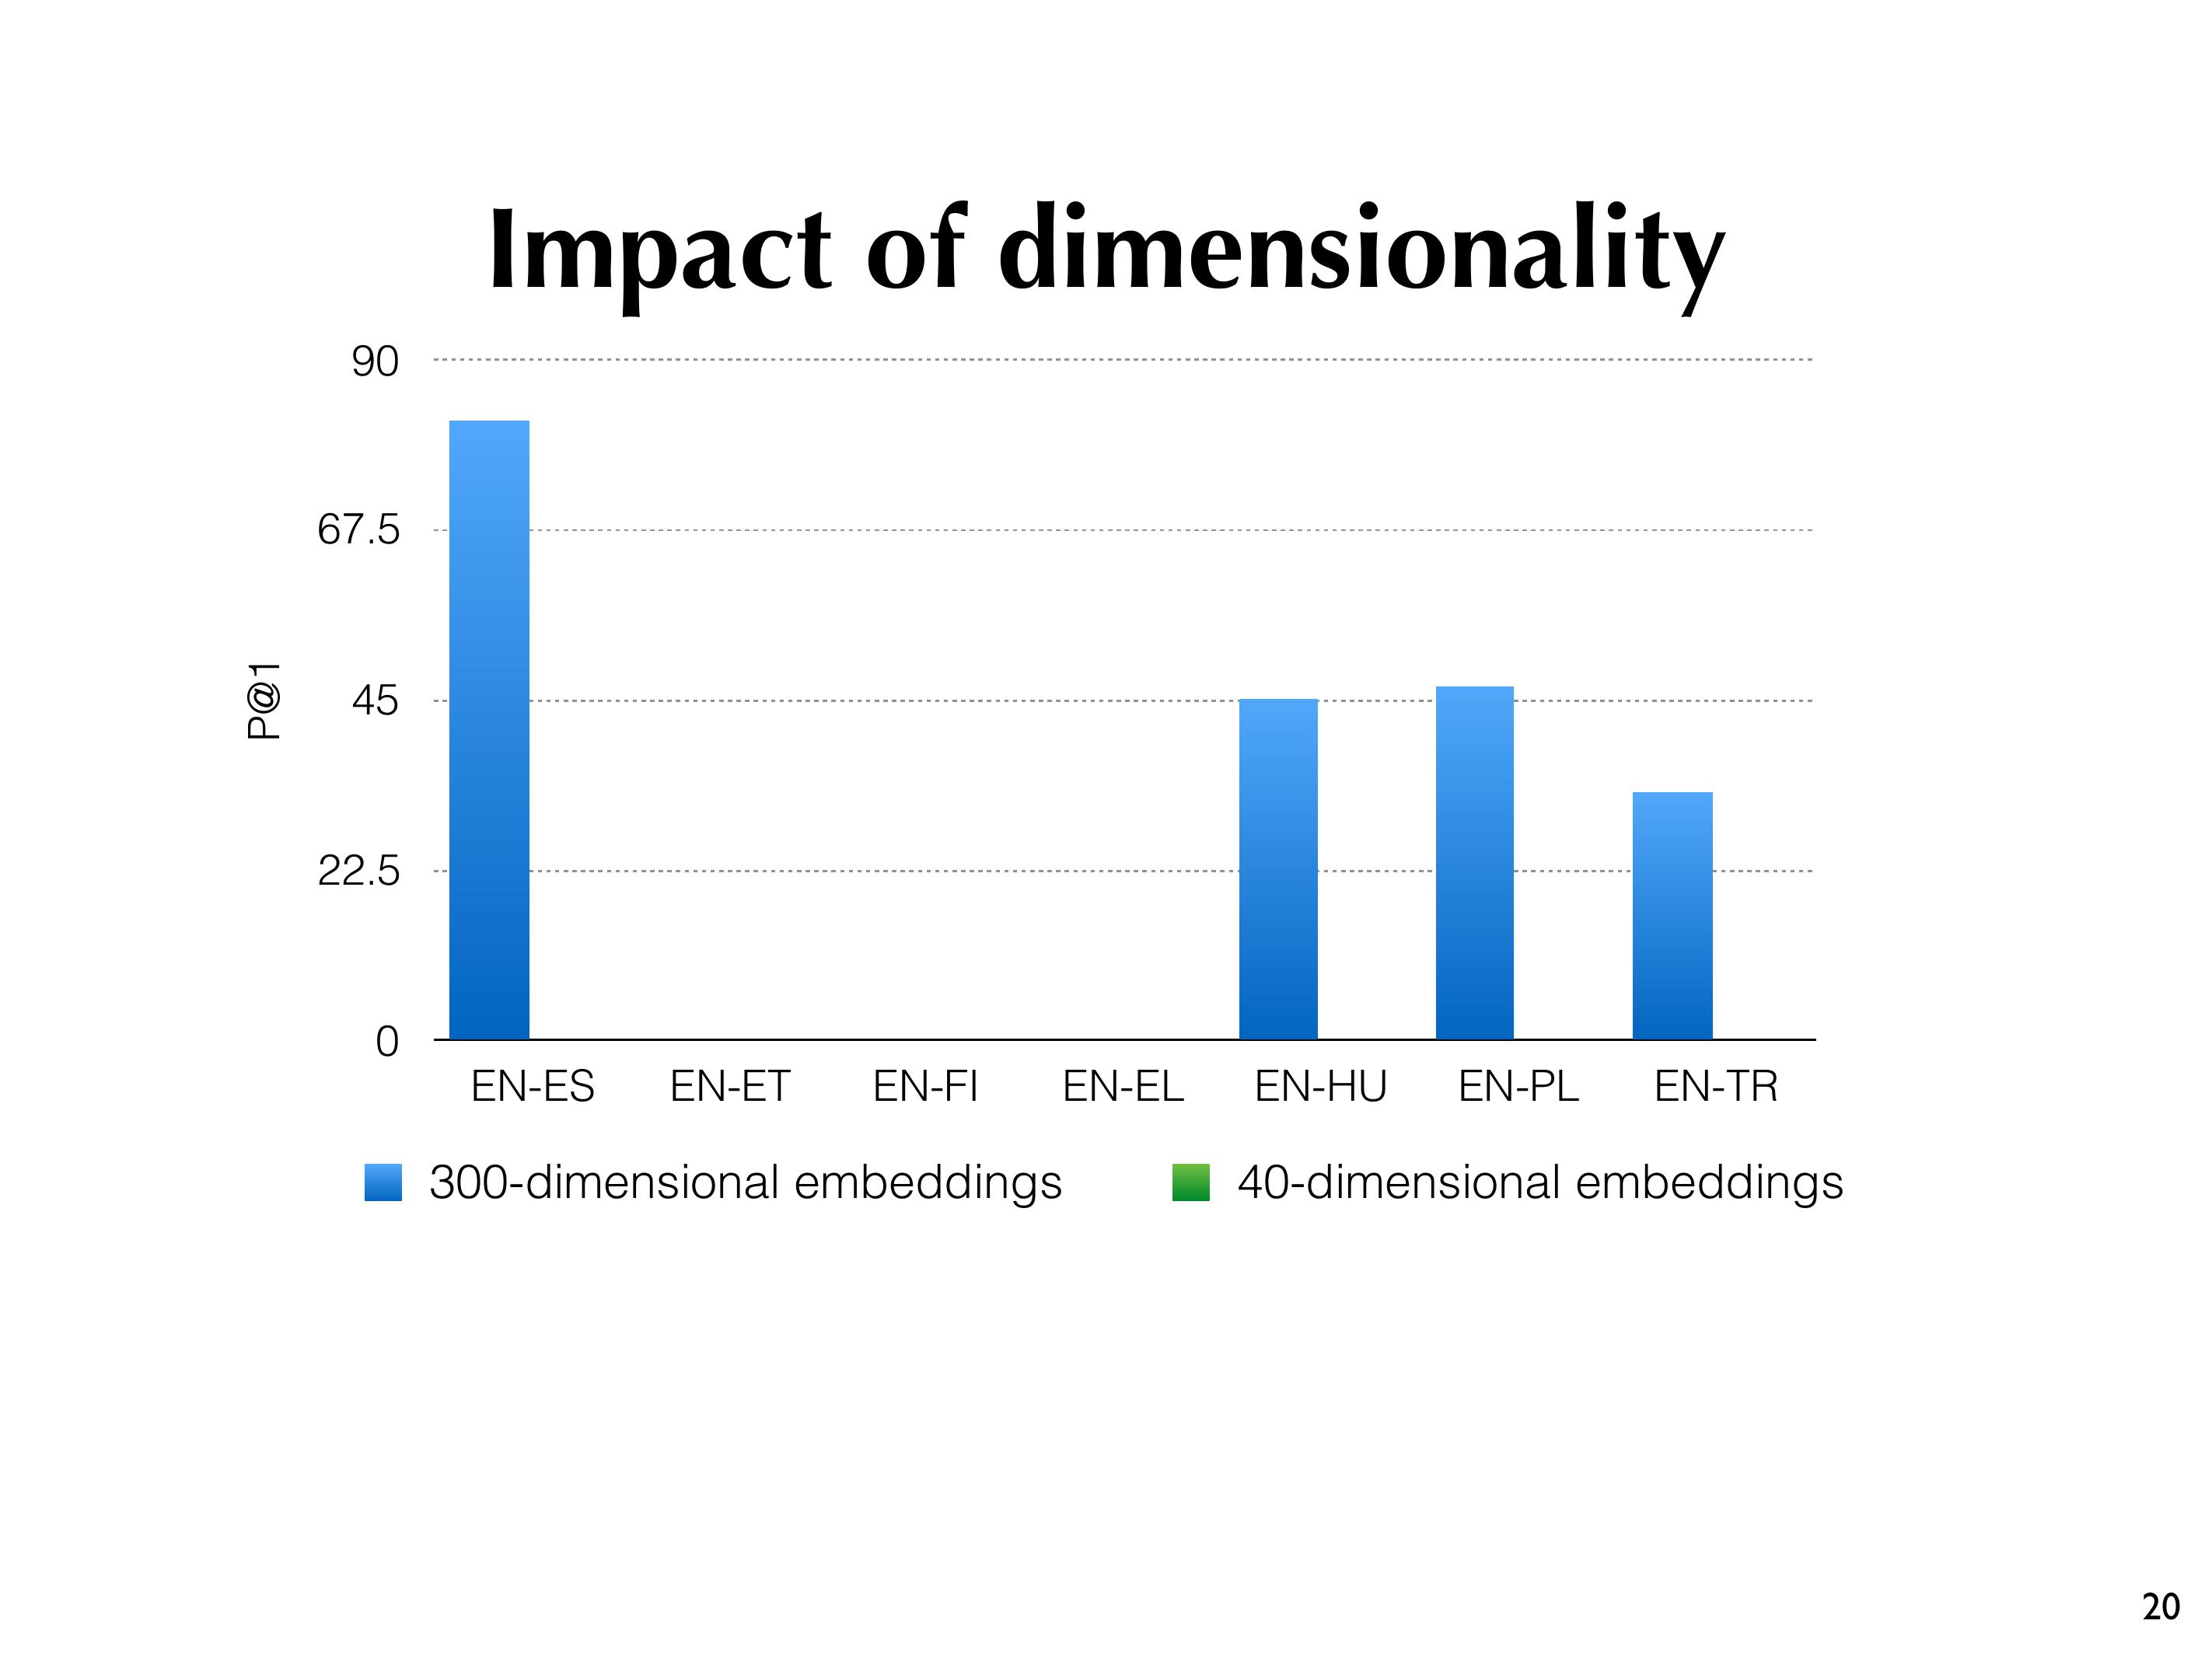 Impact of dimensionality
90
67.5
45
22.5
0
P@1
EN-ES EN-ET EN-FI EN-EL EN-HU EN-PL EN-TR
300-dimensional embeddings 40-dimensional embeddings
20